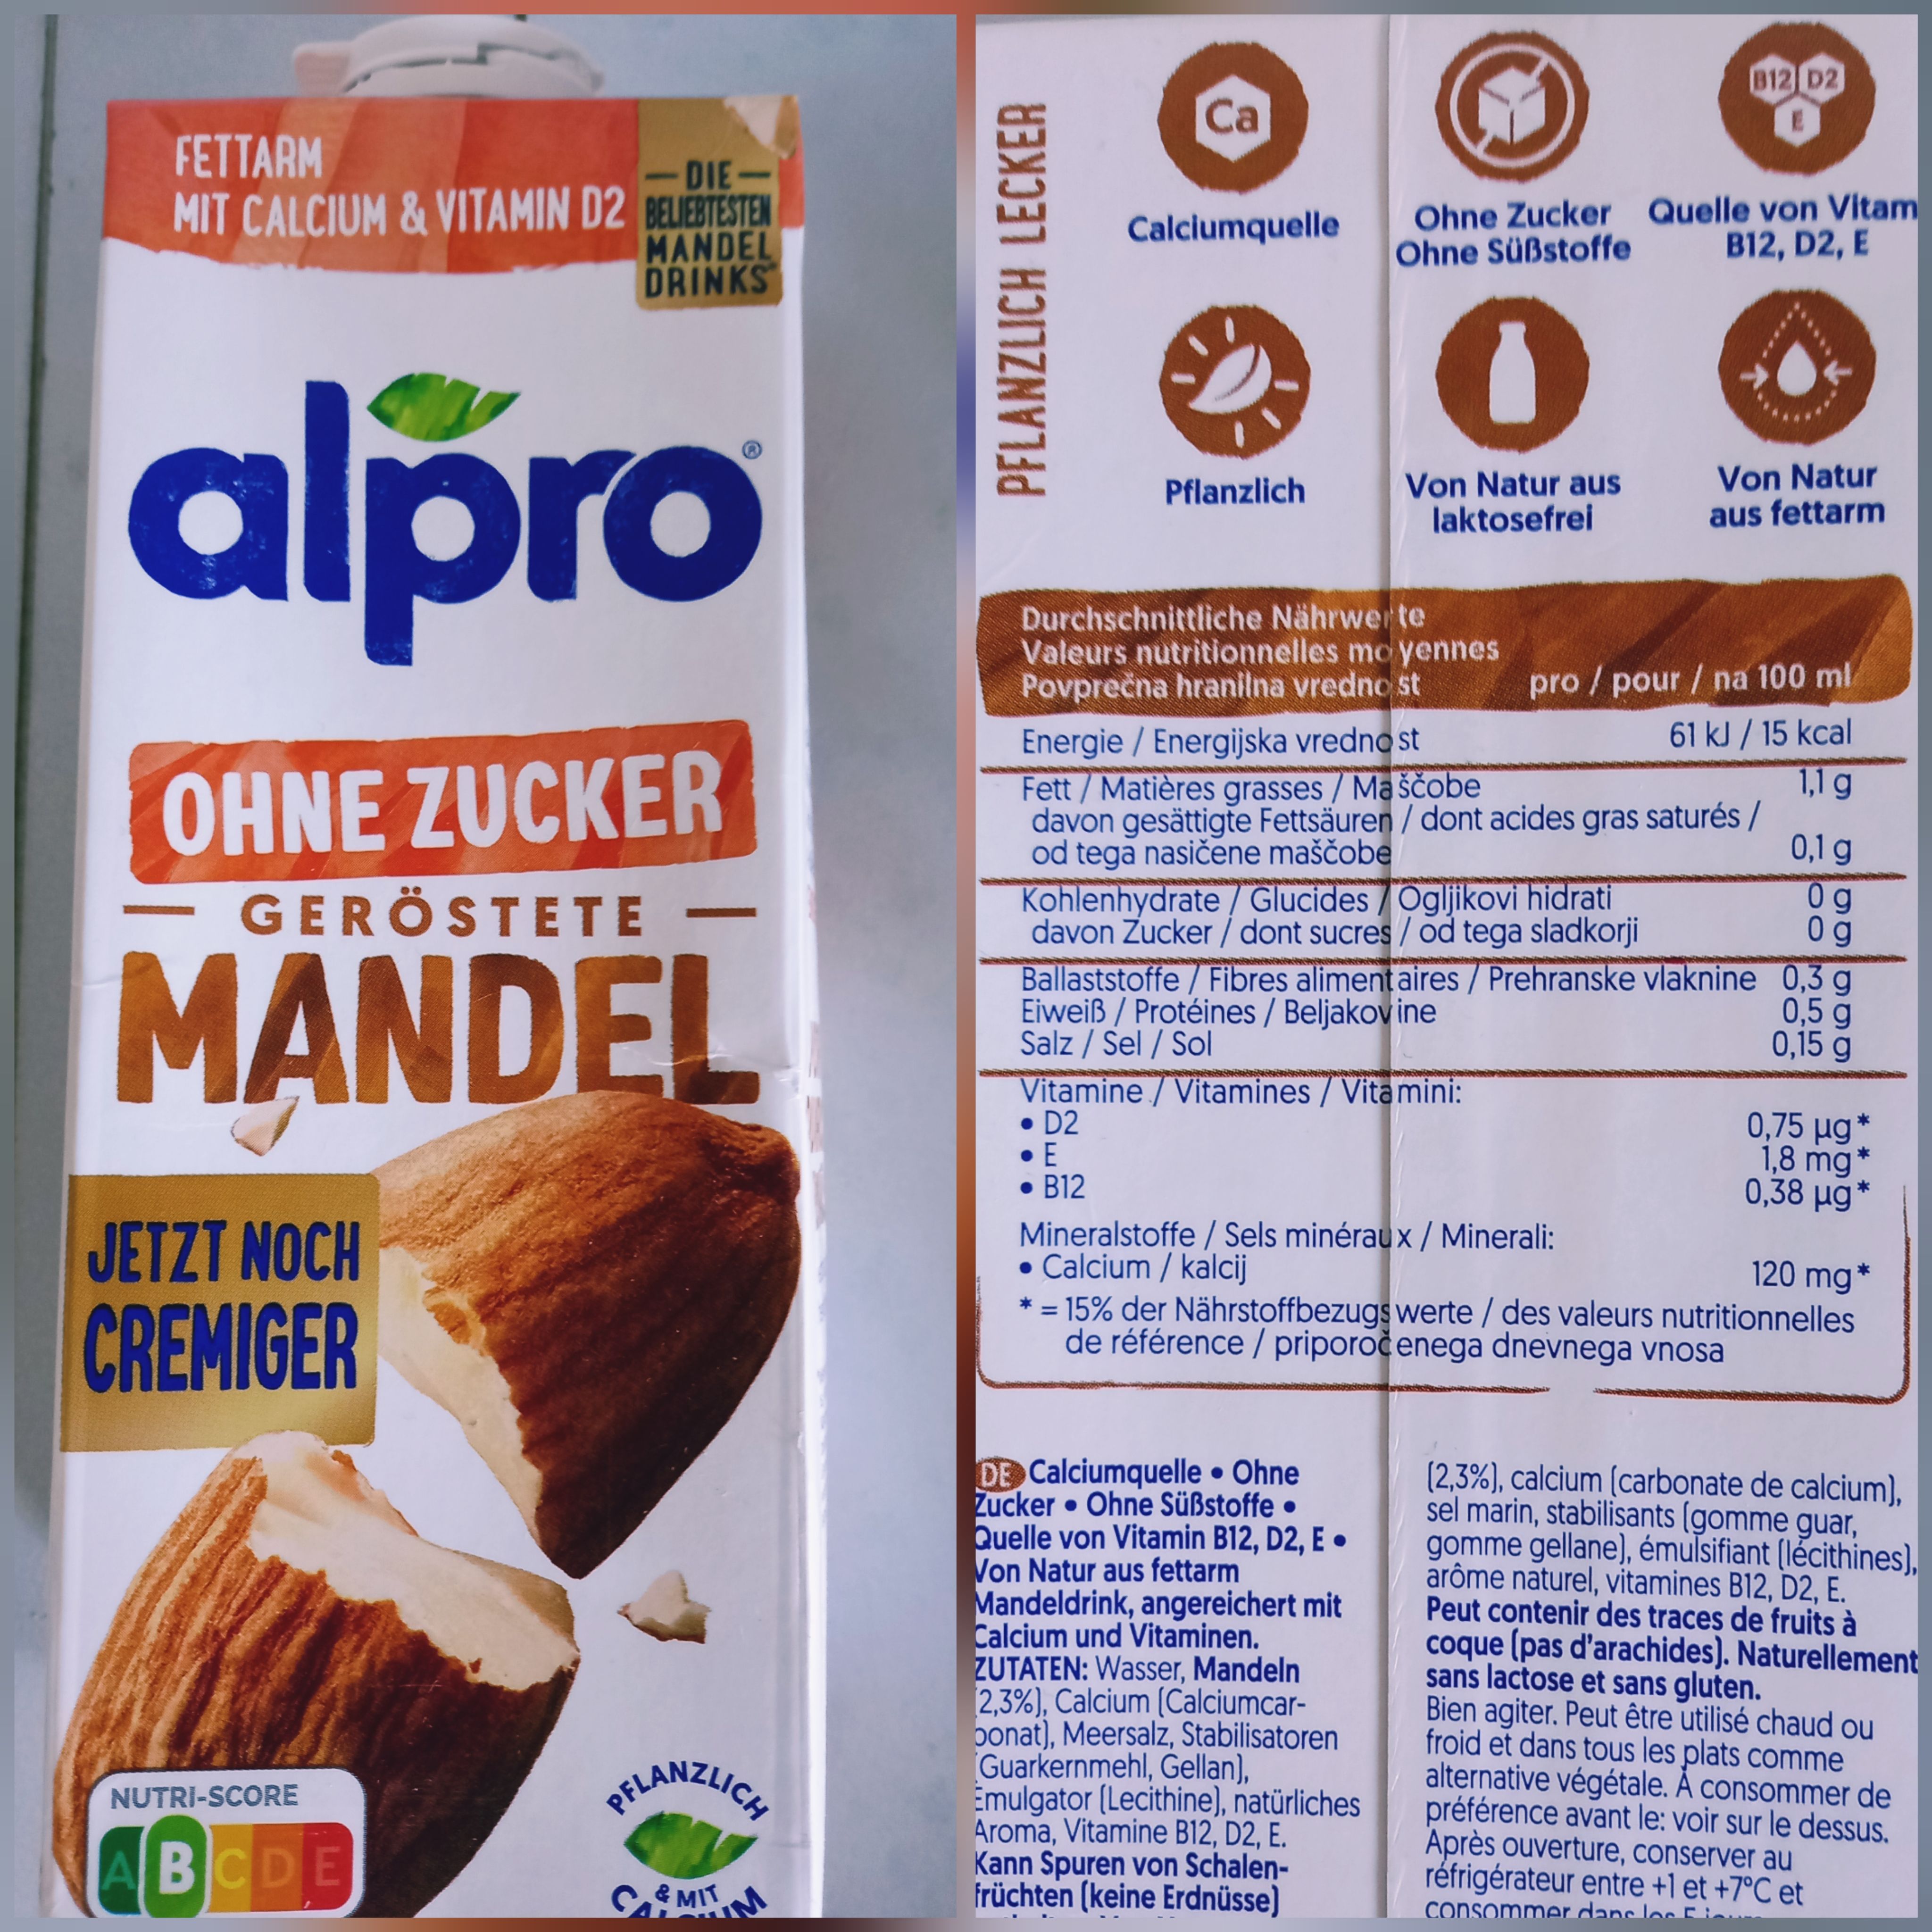 FETTARM
MIT CALCIUM & VITAMIN D2
DIE
BELIEBTESTEN
MANDEL
DRINKS
alpro®
OHNE ZUCKER
GERÖSTETE
MANDEL
JETZT NOCH
CREMIGER
NUTRI-SCORE
A B C D E
PFLANZLICH
& MIT
CALCIUM
PFLANZLICH LECKER
Ca
Calciumquelle
Ohne Zucker
Ohne Süßstoffe
B12 D2
E
Quelle von Vitam
B12, D2, E
Pflanzlich
Von Natur aus
laktosefrei
Von Natur
aus fettarm
Durchschnittliche Nährwerte
Valeurs nutritionnelles moyennes
Povprečna hranilna vrednost pro / pour / na 100 ml
Energie / Energijska vrednost 61 kJ / 15 kcal
Fett / Matières grasses / Maščobe 1,1 g
davon gesättigte Fettsäuren / dont acides gras saturés /
od tega nasičene maščobe 0,1 g
Kohlenhydrate / Glucides / Ogljikovi hidrati 0 g
davon Zucker / dont sucres / od tega sladkorji 0 g
Ballaststoffe / Fibres alimentaires / Prehranske vlaknine 0,3 g
Eiweiß / Protéines / Beljakovine 0,5 g
Salz / Sel / Sol 0,15 g
Vitamine / Vitamines / Vitamini:
• D2 0,75 µg*
• E 1,8 mg*
• B12 0,38 µg*
Mineralstoffe / Sels minéraux / Minerali:
• Calcium / kalcij 120 mg*
* = 15% der Nährstoffbezugswerte / des valeurs nutritionnelles
de référence / priporočenega dnevnega vnosa
DE Calciumquelle • Ohne
Zucker • Ohne Süßstoffe •
Quelle von Vitamin B12, D2, E •
Von Natur aus fettarm
Mandeldrink, angereichert mit
Calcium und Vitaminen.
ZUTATEN: Wasser, Mandeln
(2,3%), Calcium (Calciumcar-
bonat), Meersalz, Stabilisatoren
(Guarkernmehl, Gellan),
Emulgator (Lecithine), natürliches
Aroma, Vitamine B12, D2, E.
Kann Spuren von Schalen-
früchten (keine Erdnüsse)
(2,3%), calcium (carbonate de calcium),
sel marin, stabilisants (gomme guar,
gomme gellane), émulsifiant (lécithines),
arôme naturel, vitamines B12, D2, E.
Peut contenir des traces de fruits à
coque (pas d'arachides). Naturellement
sans lactose et sans gluten.
Bien agiter. Peut être utilisé chaud ou
froid et dans tous les plats comme
alternative végétale. À consommer de
préférence avant le: voir sur le dessus.
Après ouverture, conserver au
réfrigérateur entre +1 et +7°C et
consommer dans les 5